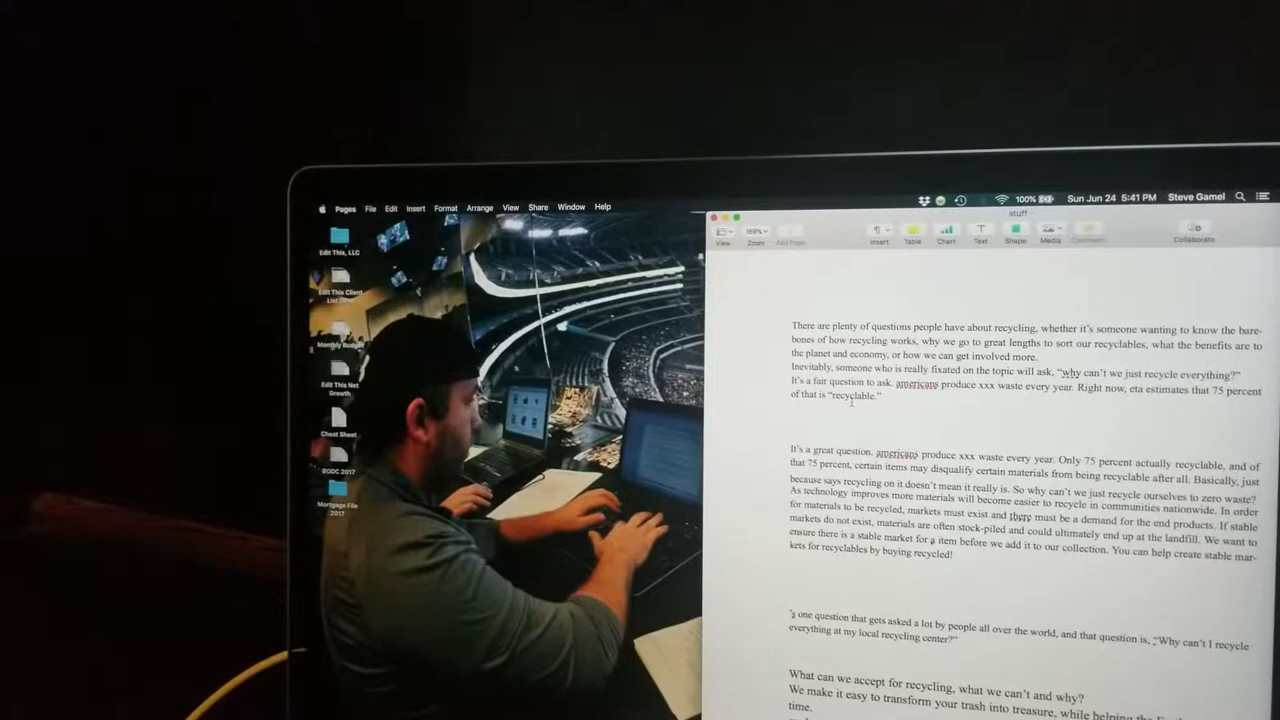 Pages File Edit Insert Format Arrange View Share Window Help
100% Sun Jun 24 5:41 PM Steve Gamel
stuff
View Zoom Add Page Insert Table Chart Text Shape Media Comment Collaborate
169%
Edit This, LLC
Edit This Client
List 2018
Monthly Budget
Edit This Net
Growth
Cheat Sheet
BODC 2017
Mortgage File
2017
There are plenty of questions people have about recycling, whether it's someone wanting to know the bare-
bones of how recycling works, why we go to great lengths to sort our recyclables, what the benefits are to
the planet and economy, or how we can get involved more.
Inevitably, someone who is really fixated on the topic will ask, “why can't we just recycle everything?”
It's a fair question to ask. americans produce xxx waste every year. Right now, eta estimates that 75 percent
of that is “recyclable.”
It's a great question. americans produce xxx waste every year. Only 75 percent actually recyclable, and of
that 75 percent, certain items may disqualify certain materials from being recyclable after all. Basically, just
because says recycling on it doesn't mean it really is. So why can't we just recycle ourselves to zero waste?
As technology improves more materials will become easier to recycle in communities nationwide. In order
for materials to be recycled, markets must exist and there must be a demand for the end products. If stable
markets do not exist, materials are often stock-piled and could ultimately end up at the landfill. We want to
ensure there is a stable market for a item before we add it to our collection. You can help create stable mar-
kets for recyclables by buying recycled!
one question that gets asked a lot by people all over the world, and that question is, “Why can't I recycle
everything at my local recycling center?”
What can we accept for recycling, what we can't and why?
We make it easy to transform your trash into treasure, while helping the
time.